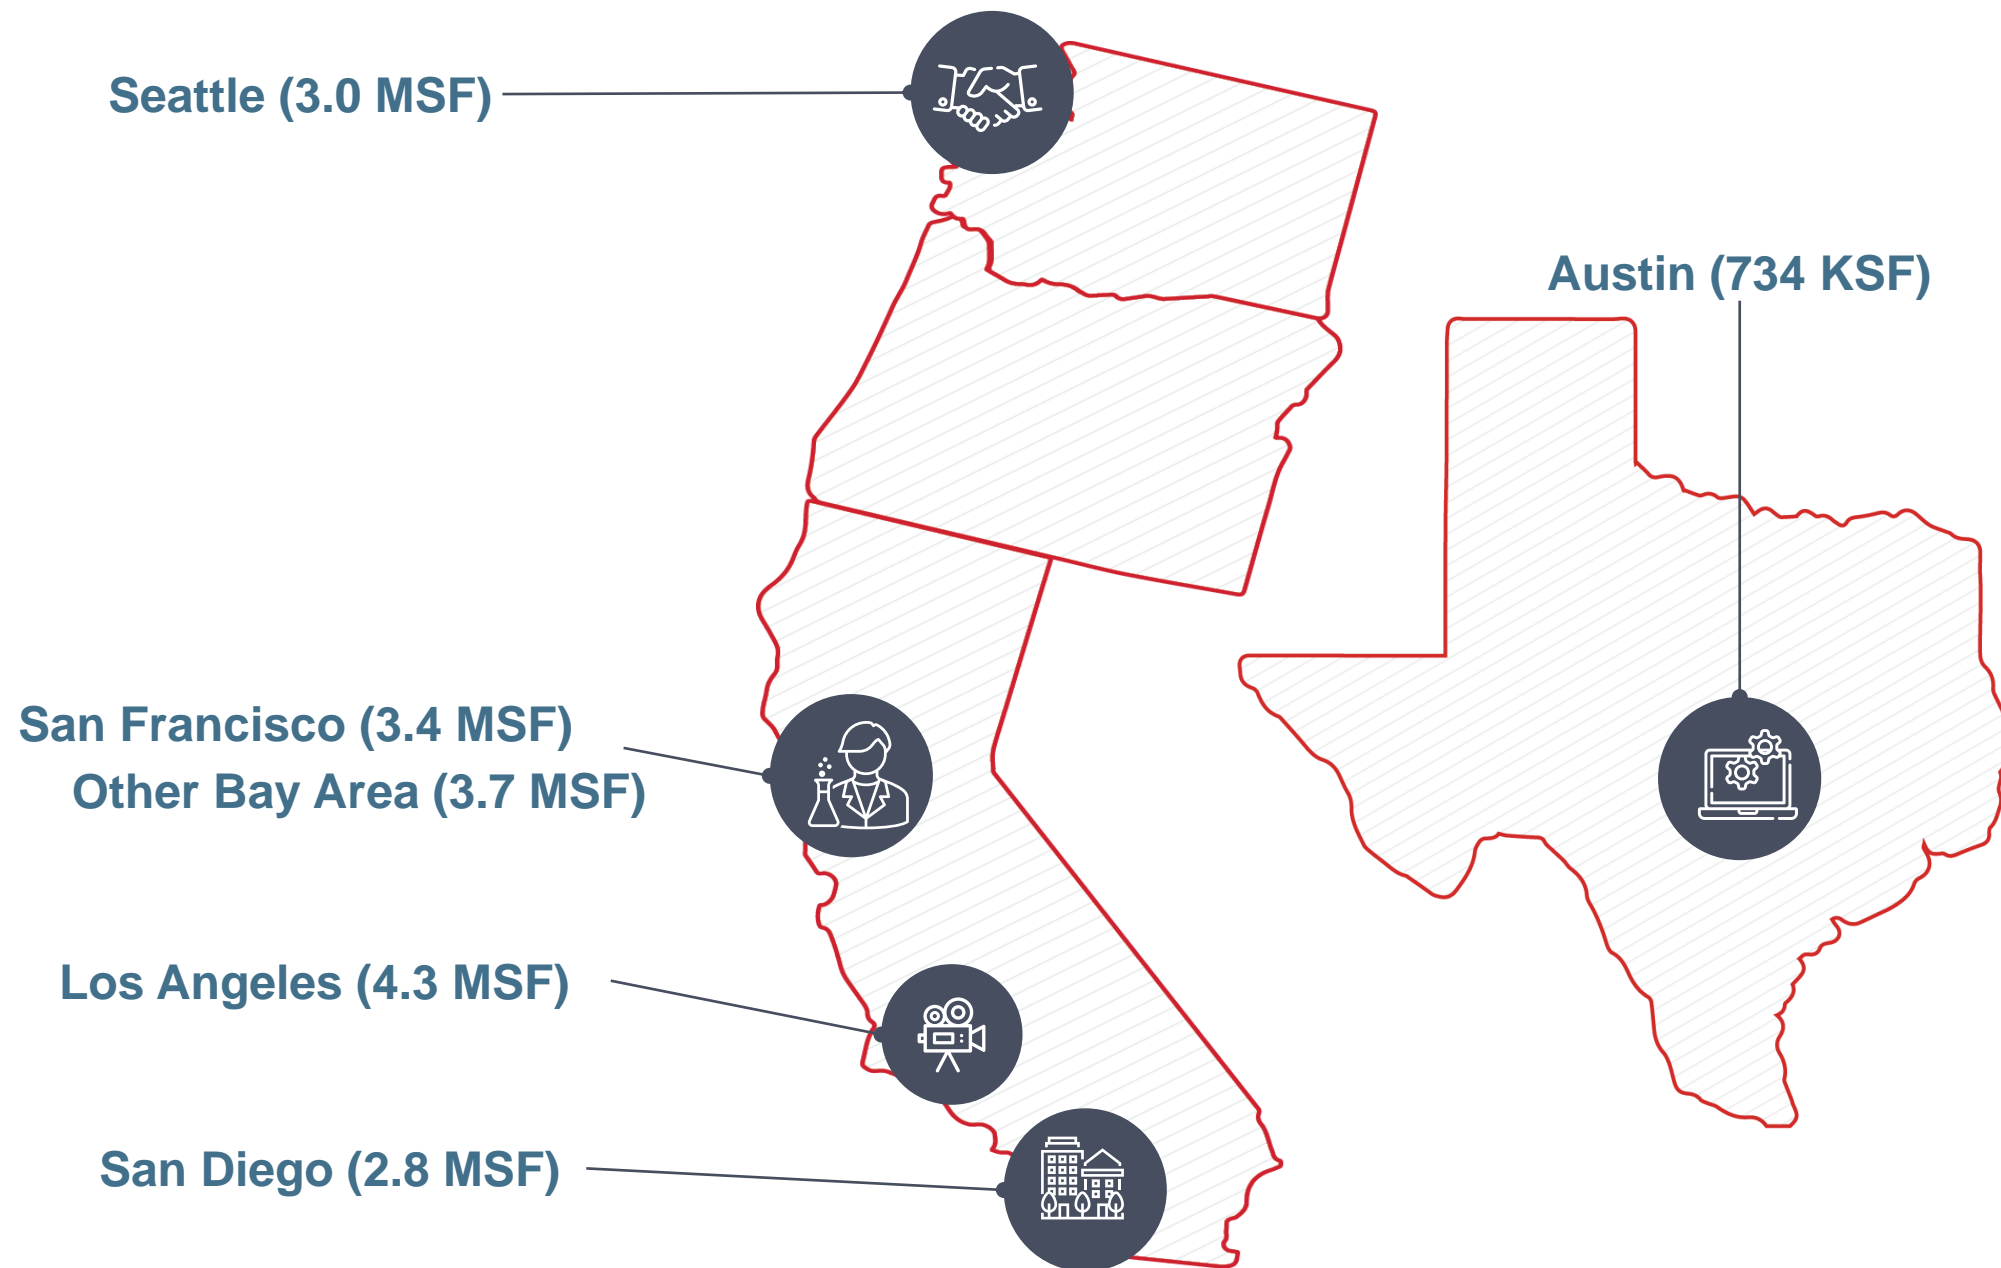 Seattle (3.0 MSF)
Austin (734 KSF)
San Francisco (3.4 MSF)
Other Bay Area (3.7 MSF)
Los Angeles (4.3 MSF)
San Diego (2.8 MSF)